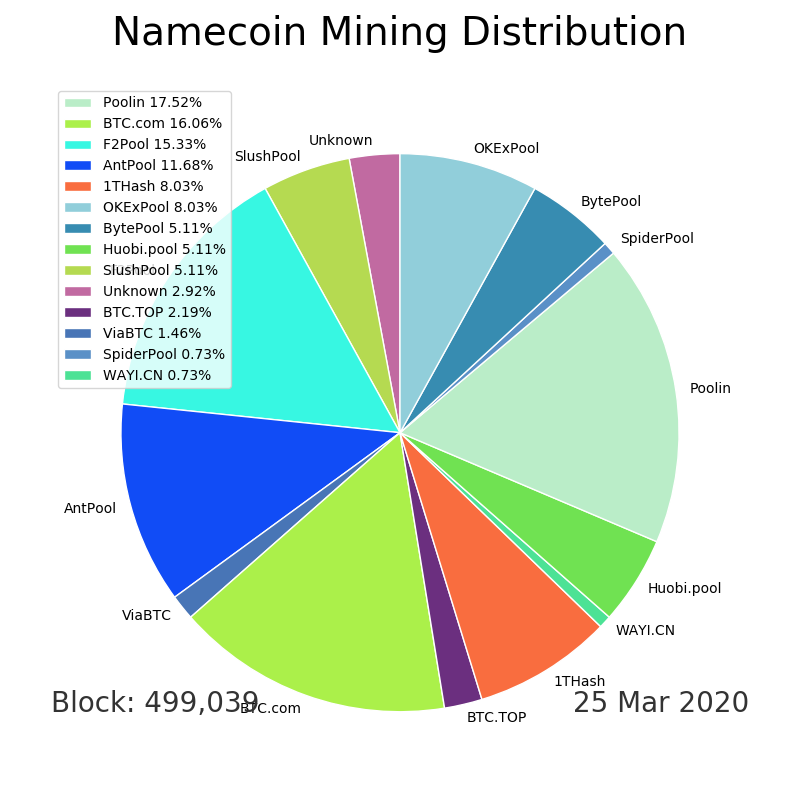 Namecoin Mining Distribution
Poolin 17.52%
BTC.com 16.06%
F2Pool 15.33%
AntPool 11.68%
1THash 8.03%
OKExPool 8.03%
BytePool 5.11%
Huobi.pool 5.11%
SlushPool 5.11%
Unknown 2.92%
BTC.TOP 2.19%
ViaBTC 1.46%
SpiderPool 0.73%
WAYI.CN 0.73%
Unknown
OKExPool
SlushPool
BytePool
SpiderPool
Poolin
AntPool
Huobi.pool
ViaBTC
WAYI.CN
1THash
Block: 499,039
25 Mar 2020
BTC.com
BTC.TOP